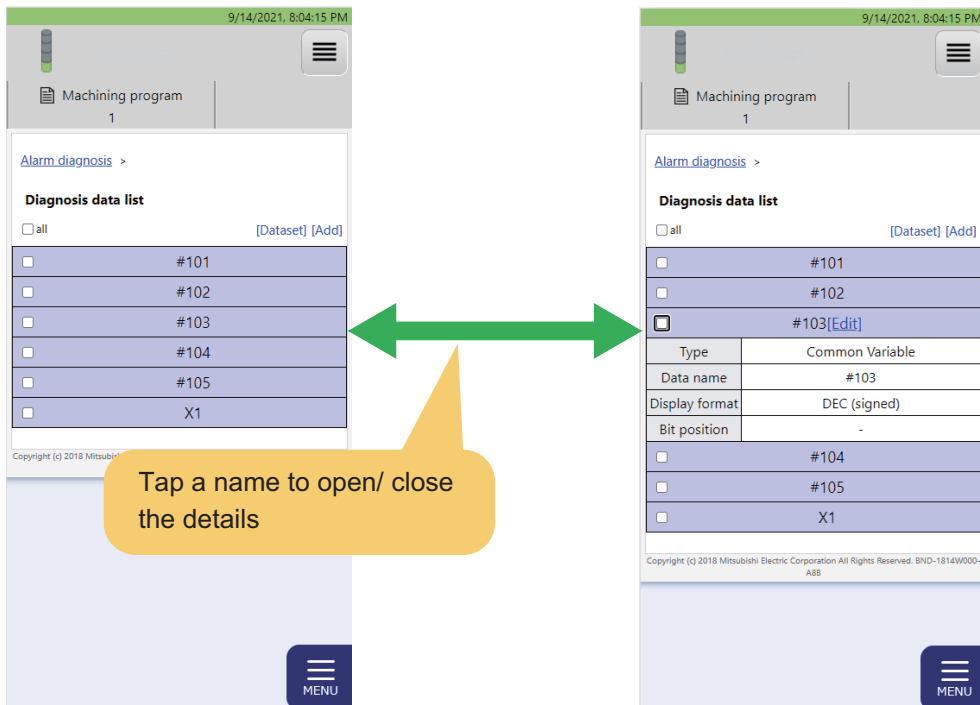 9/14/2021, 8:04:15 PM
Machining program
1
Alarm diagnosis >
Diagnosis data list
all [Dataset] [Add]
#101
#102
#103
#104
#105
X1
Copyright (c) 2018
MENU
Tap a name to open/ close
the details
9/14/2021, 8:04:15 PM
Machining program
1
Alarm diagnosis >
Diagnosis data list
all [Dataset] [Add]
#101
#102
#103[Edit]
Type Common Variable
Data name #103
Display format DEC (signed)
Bit position -
#104
#105
X1
Copyright (c) 2018 Mitsubishi Electric Corporation All Rights Reserved. BND-1814W000-
A8B
MENU